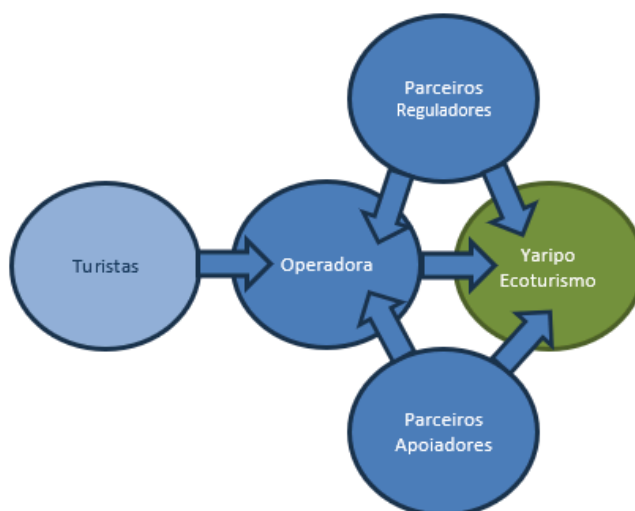 Parceiros
Reguladores
Turistas
Operadora
Yaripo
Ecoturismo
Parceiros
Apoiadores